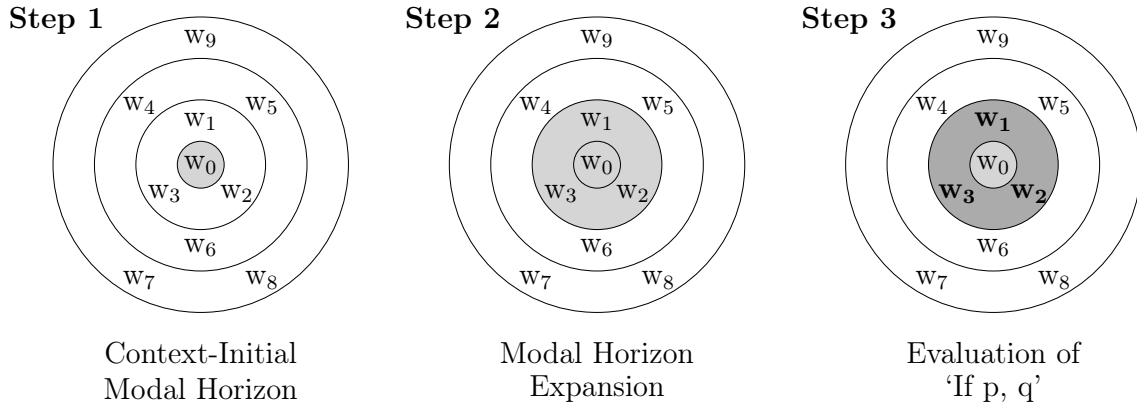 Step 1
w₉
w₄ w₅
w₁
w₀
w₃ w₂
w₆
w₇ w₈
Context-Initial
Modal Horizon
Step 2
w₉
w₄ w₅
w₁
w₀
w₃ w₂
w₆
w₇ w₈
Modal Horizon
Expansion
Step 3
w₉
w₄ w₅
w₁
w₀
w₃ w₂
w₆
w₇ w₈
Evaluation of
‘If p, q’